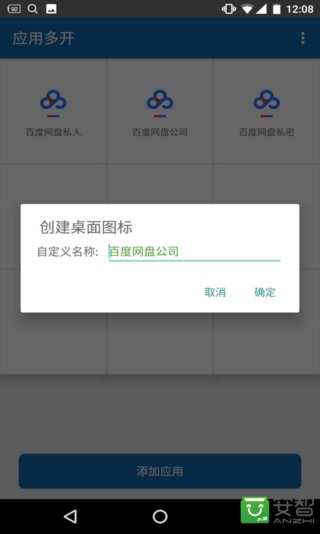 92
12:08
应用多开
百度网盘私人
百度网盘公司
百度网盘私密
创建桌面图标
自定义名称:
百度网盘公司
取消
确定
添加应用
安智
ANZHI